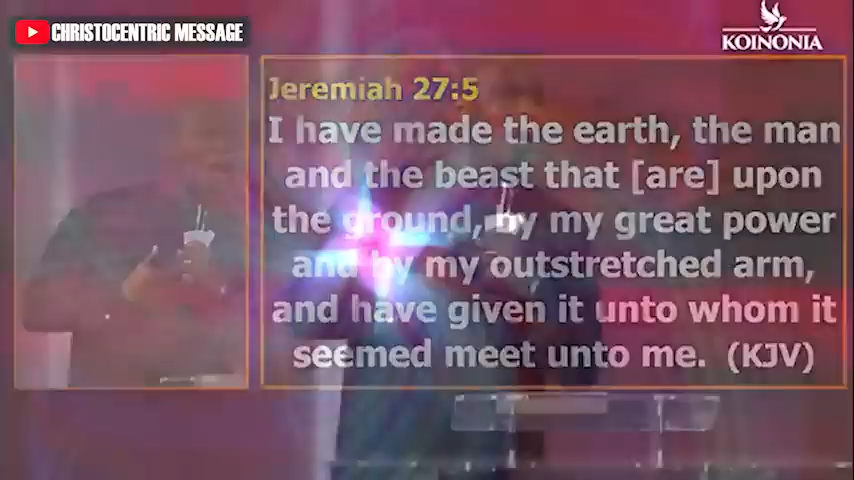 CHRISTOCENTRIC MESSAGE
KOINONIA
Jeremiah 27:5
I have made the earth, the man
and the beast that [are] upon
the ground, by my great power
and by my outstretched arm,
and have given it unto whom it
seemed meet unto me. (KJV)